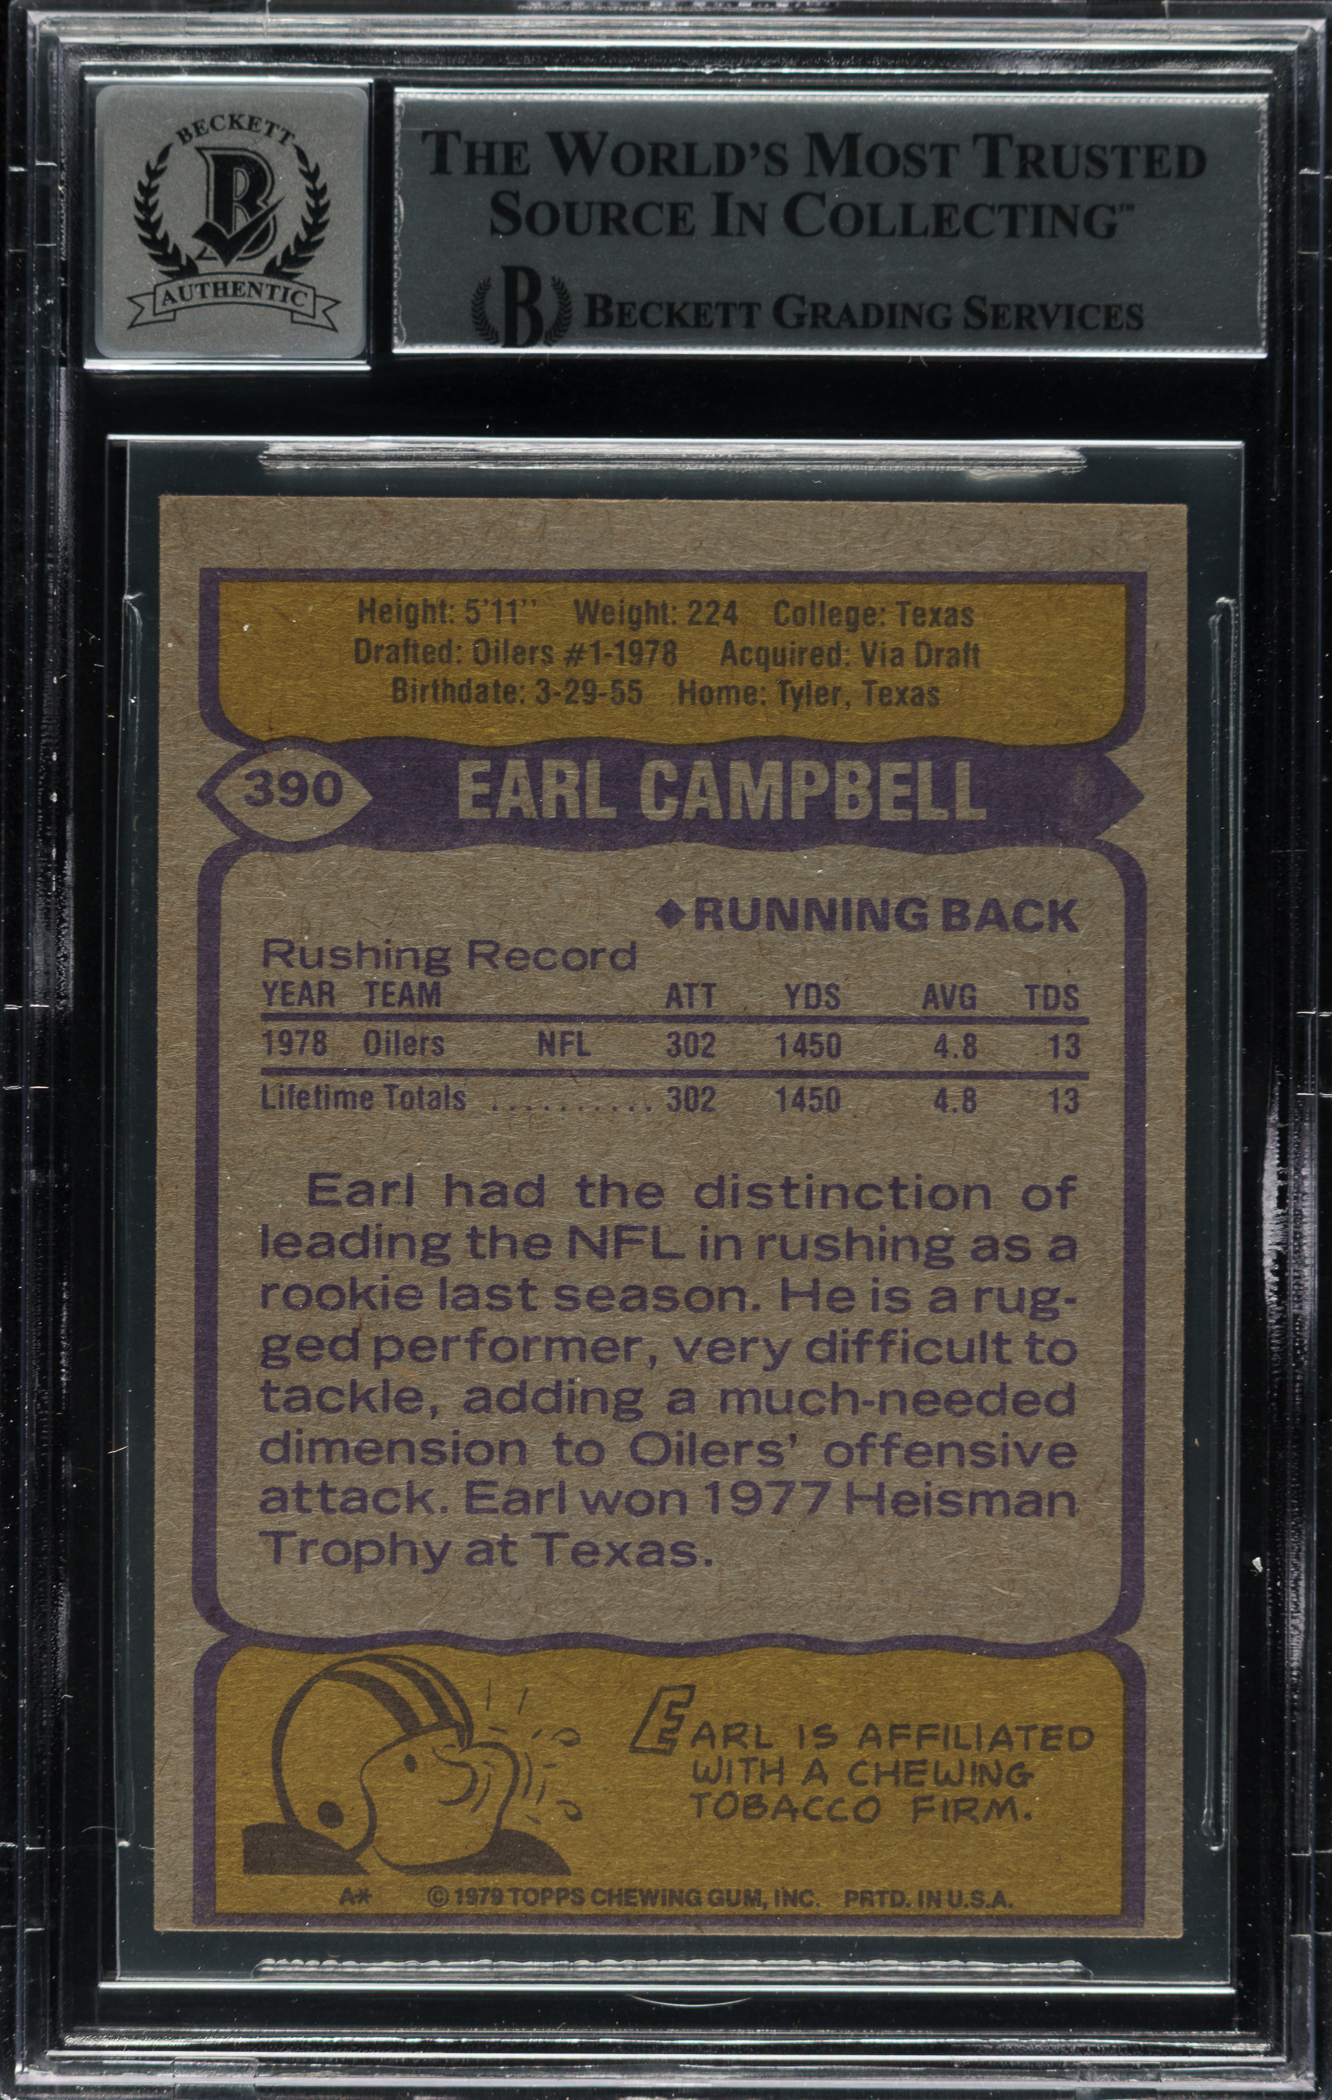 BECKETT
B
AUTHENTIC
THE WORLD'S MOST TRUSTED
SOURCE IN COLLECTING™
B BECKETT GRADING SERVICES
Height: 5'11'' Weight: 224 College: Texas
Drafted: Oilers #1-1978 Acquired: Via Draft
Birthdate: 3-29-55 Home: Tyler, Texas
390 EARL CAMPBELL
◆RUNNING BACK
Rushing Record
YEAR TEAM ATT YDS AVG TDS
1978 Oilers NFL 302 1450 4.8 13
Lifetime Totals .......... 302 1450 4.8 13
Earl had the distinction of
leading the NFL in rushing as a
rookie last season. He is a rug-
ged performer, very difficult to
tackle, adding a much-needed
dimension to Oilers' offensive
attack. Earl won 1977 Heisman
Trophy at Texas.
EARL IS AFFILIATED
WITH A CHEWING
TOBACCO FIRM.
A* © 1979 TOPPS CHEWING GUM, INC. PRTD. IN U.S.A.